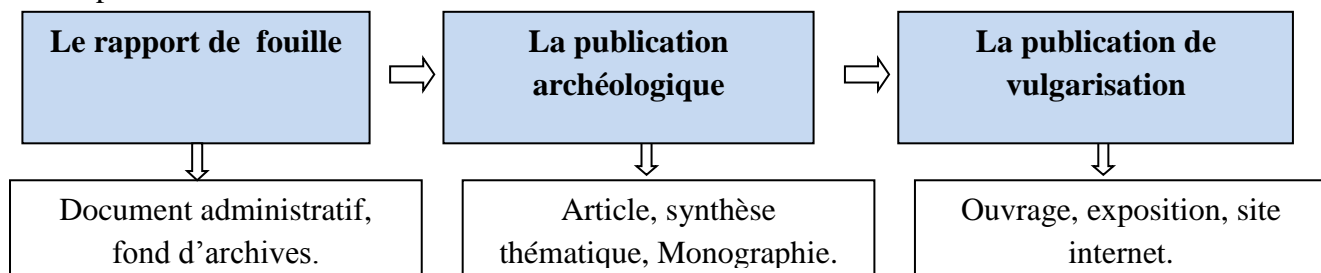 Le rapport de fouille
La publication
archéologique
La publication de
vulgarisation
Document administratif,
fond d’archives.
Article, synthèse
thématique, Monographie.
Ouvrage, exposition, site
internet.